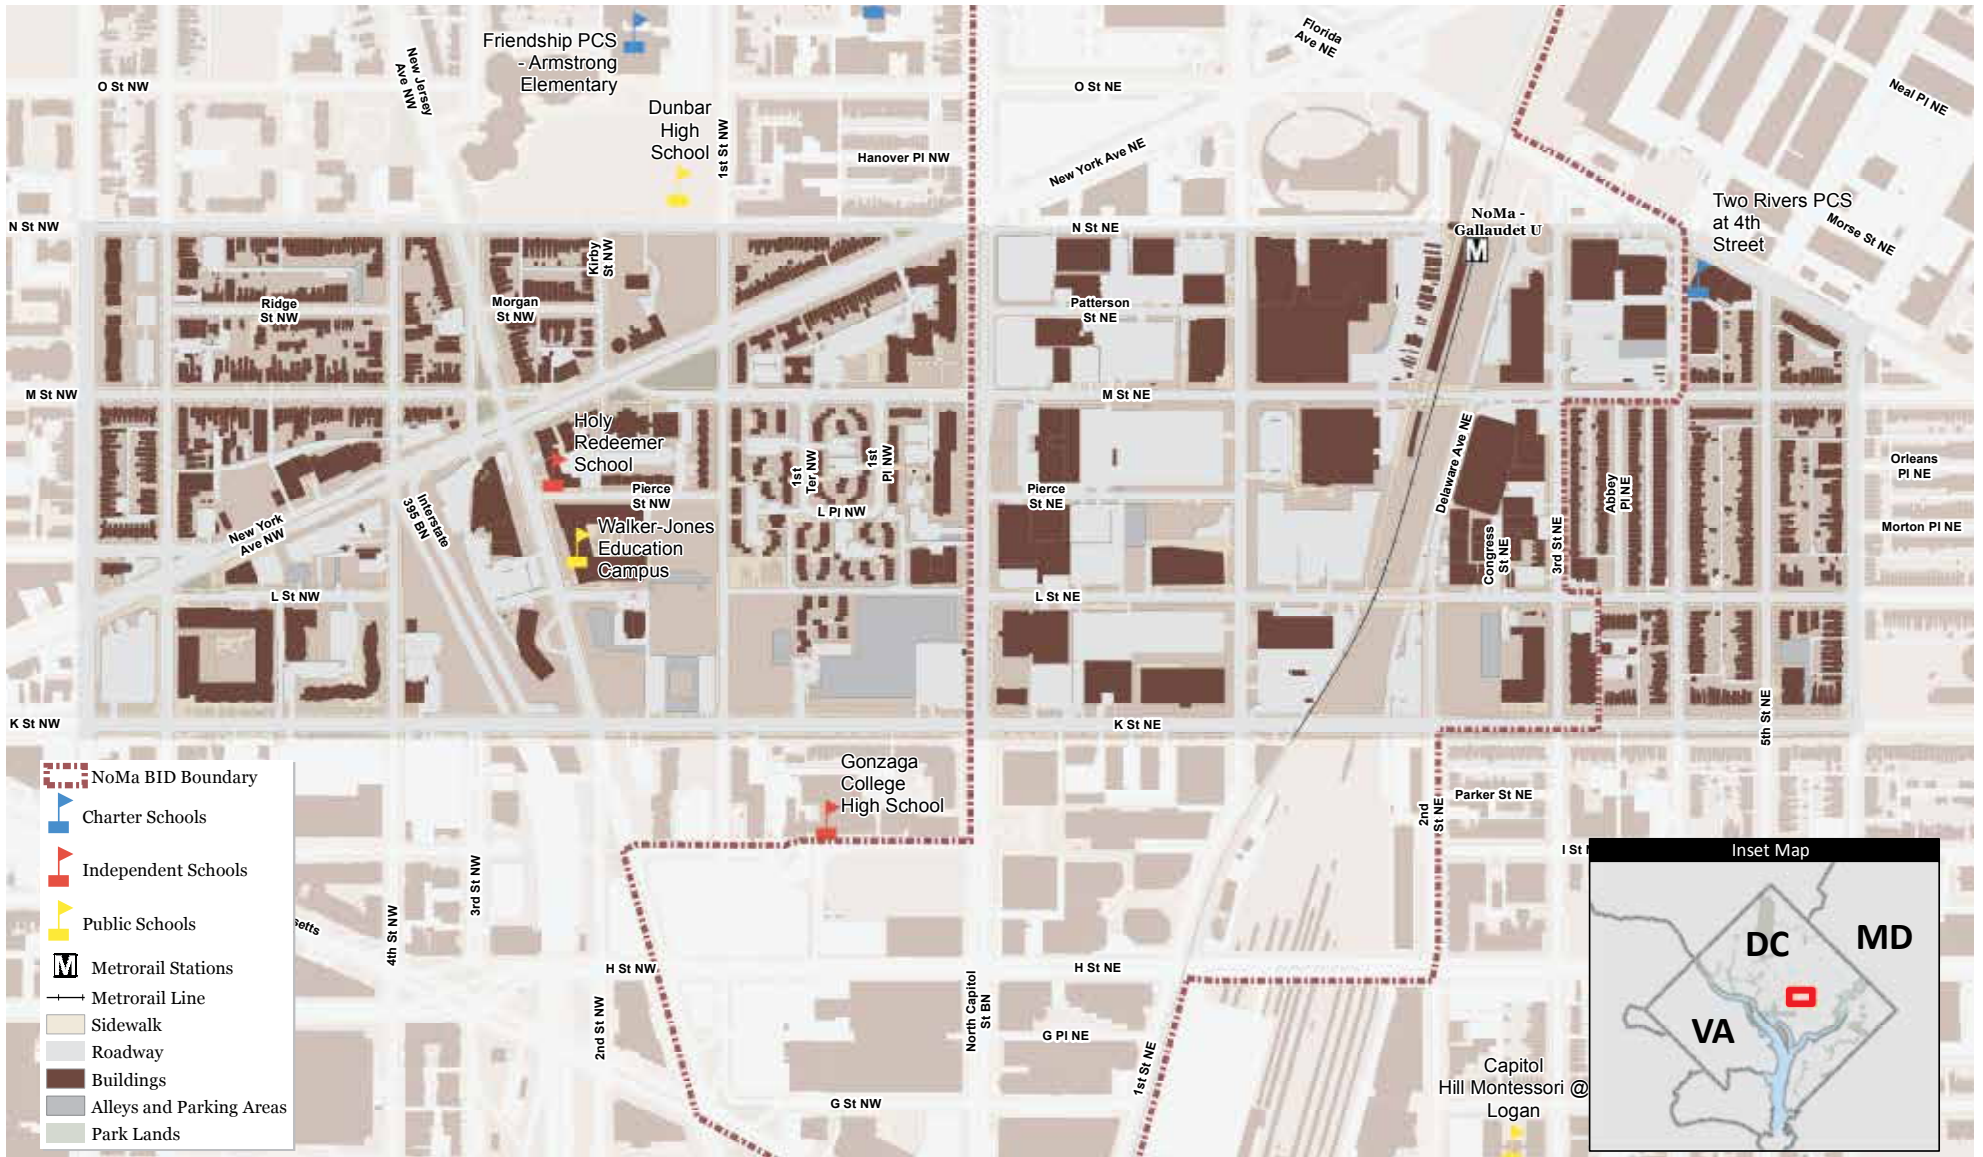 Friendship PCS
- Armstrong
Elementary
Florida
Ave NE
New Jersey
Ave NW
O St NW
O St NE
Neal Pl NE
Dunbar
High
School
1st St NW
Hanover Pl NW
New York Ave NE
Two Rivers PCS
at 4th
Street
Morse St NE
NoMa -
Gallaudet U
M
N St NW
N St NE
Kirby
St NW
Ridge
St NW
Morgan
St NW
Patterson
St NE
M St NW
M St NE
Holy
Redeemer
School
1st
Ter NW
1st
Pl NW
Delaware Ave NE
Abbey
Pl NE
Orleans
Pl NE
Pierce
St NW
Pierce
St NE
L Pl NW
Interstate
395 BN
New York
Ave NW
Walker-Jones
Education
Campus
Congress
St NE
3rd St NE
Morton Pl NE
L St NW
L St NE
K St NW
K St NE
5th St NE
Gonzaga
College
High School
Parker St NE
2nd
St NE
I St N
3rd St NW
4th St NW
setts
H St NW
H St NE
2nd St NW
North Capitol
St BN
G Pl NE
1st St NE
G St NW
Capitol
Hill Montessori @
Logan
NoMa BID Boundary
Charter Schools
Independent Schools
Public Schools
M Metrorail Stations
Metrorail Line
Sidewalk
Roadway
Buildings
Alleys and Parking Areas
Park Lands
Inset Map
DC
MD
VA